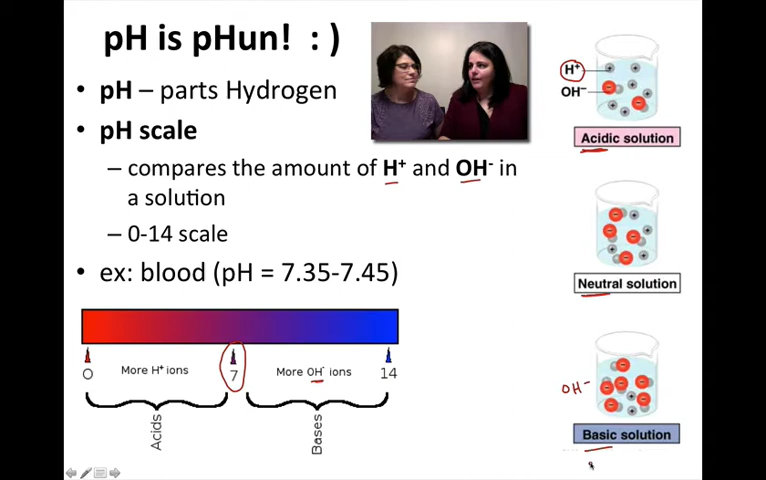 pH is pHun!  : )
• pH – parts Hydrogen
• pH scale
– compares the amount of H⁺ and OH⁻ in
a solution
– 0-14 scale
• ex: blood (pH = 7.35-7.45)
0
More H⁺ ions
7
More OH⁻ ions
14
Acids
Bases
H⁺
OH⁻
Acidic solution
Neutral solution
OH⁻
Basic solution